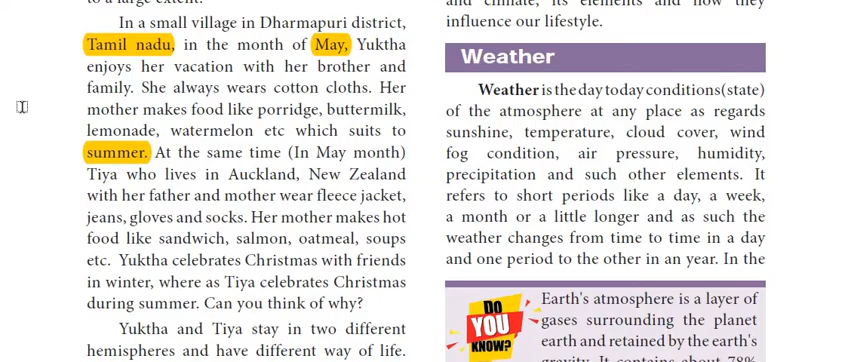 In a small village in Dharmapuri district,
Tamil nadu, in the month of May, Yuktha
enjoys her vacation with her brother and
family. She always wears cotton cloths. Her
mother makes food like porridge, buttermilk,
lemonade, watermelon etc which suits to
summer. At the same time (In May month)
Tiya who lives in Auckland, New Zealand
with her father and mother wear fleece jacket,
jeans, gloves and socks. Her mother makes hot
food like sandwich, salmon, oatmeal, soups
etc. Yuktha celebrates Christmas with friends
in winter, where as Tiya celebrates Christmas
during summer. Can you think of why?
Yuktha and Tiya stay in two different
hemispheres and have different way of life.
and climate, its elements and how they
influence our lifestyle.
Weather
Weather is the day today conditions(state)
of the atmosphere at any place as regards
sunshine, temperature, cloud cover, wind
fog condition, air pressure, humidity,
precipitation and such other elements. It
refers to short periods like a day, a week,
a month or a little longer and as such the
weather changes from time to time in a day
and one period to the other in an year. In the
DO
YOU
KNOW?
Earth's atmosphere is a layer of
gases surrounding the planet
earth and retained by the earth's
gravity. It contains about 78%